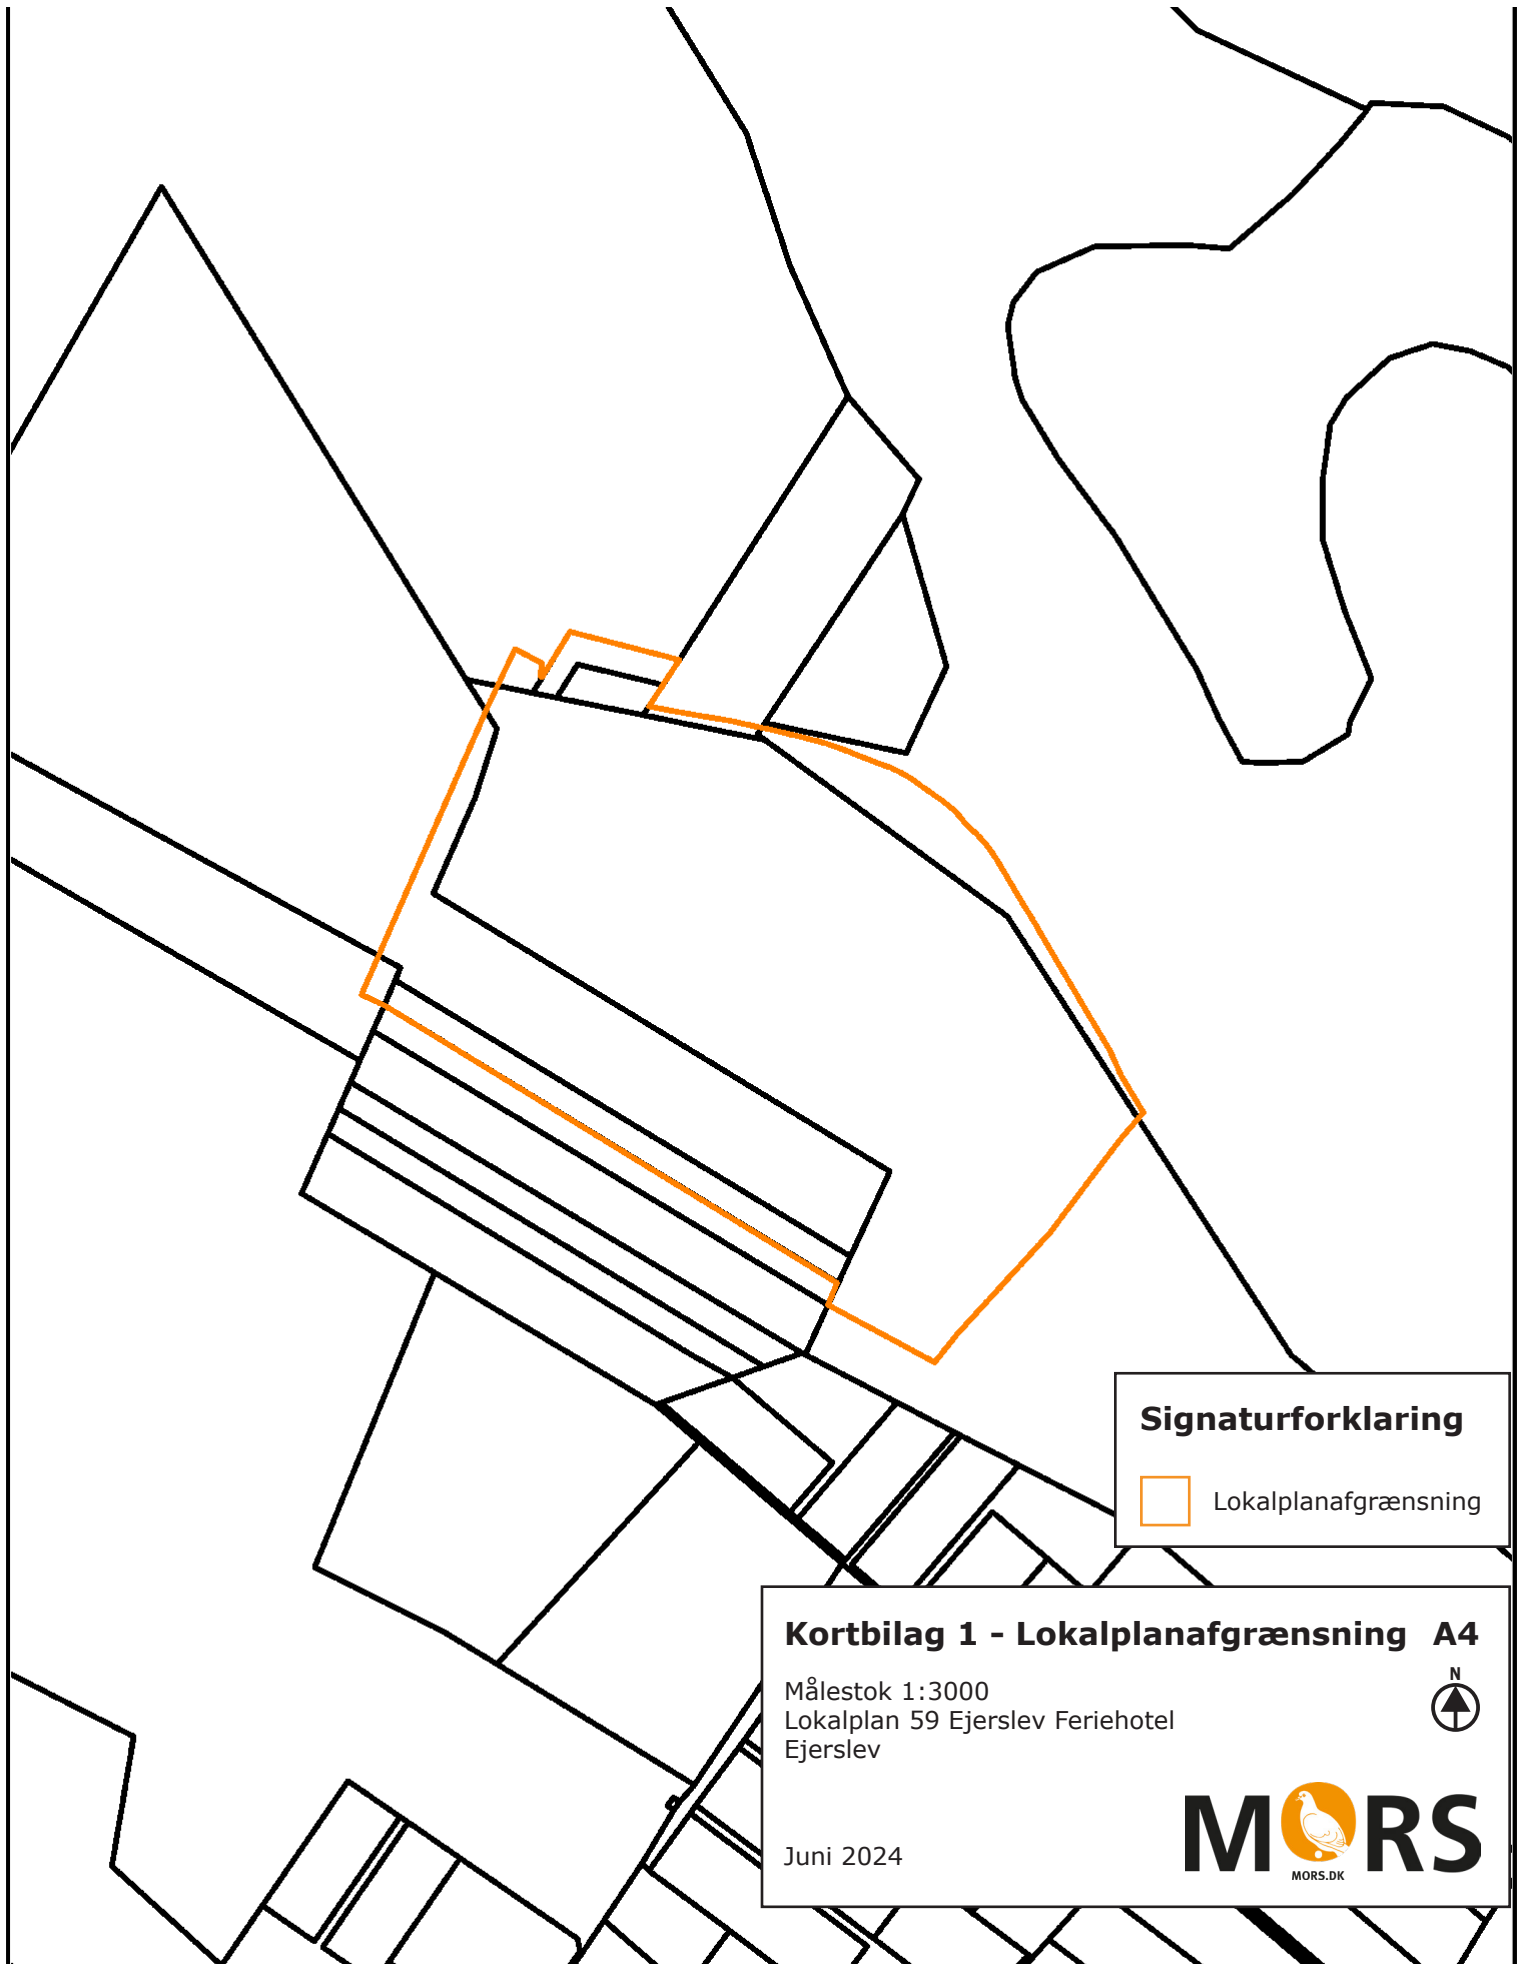 Signaturforklaring
Lokalplanafgrænsning
Kortbilag 1 - Lokalplanafgrænsning A4
N
Målestok 1:3000
Lokalplan 59 Ejerslev Feriehotel
Ejerslev
Juni 2024
MORS
MORS.DK